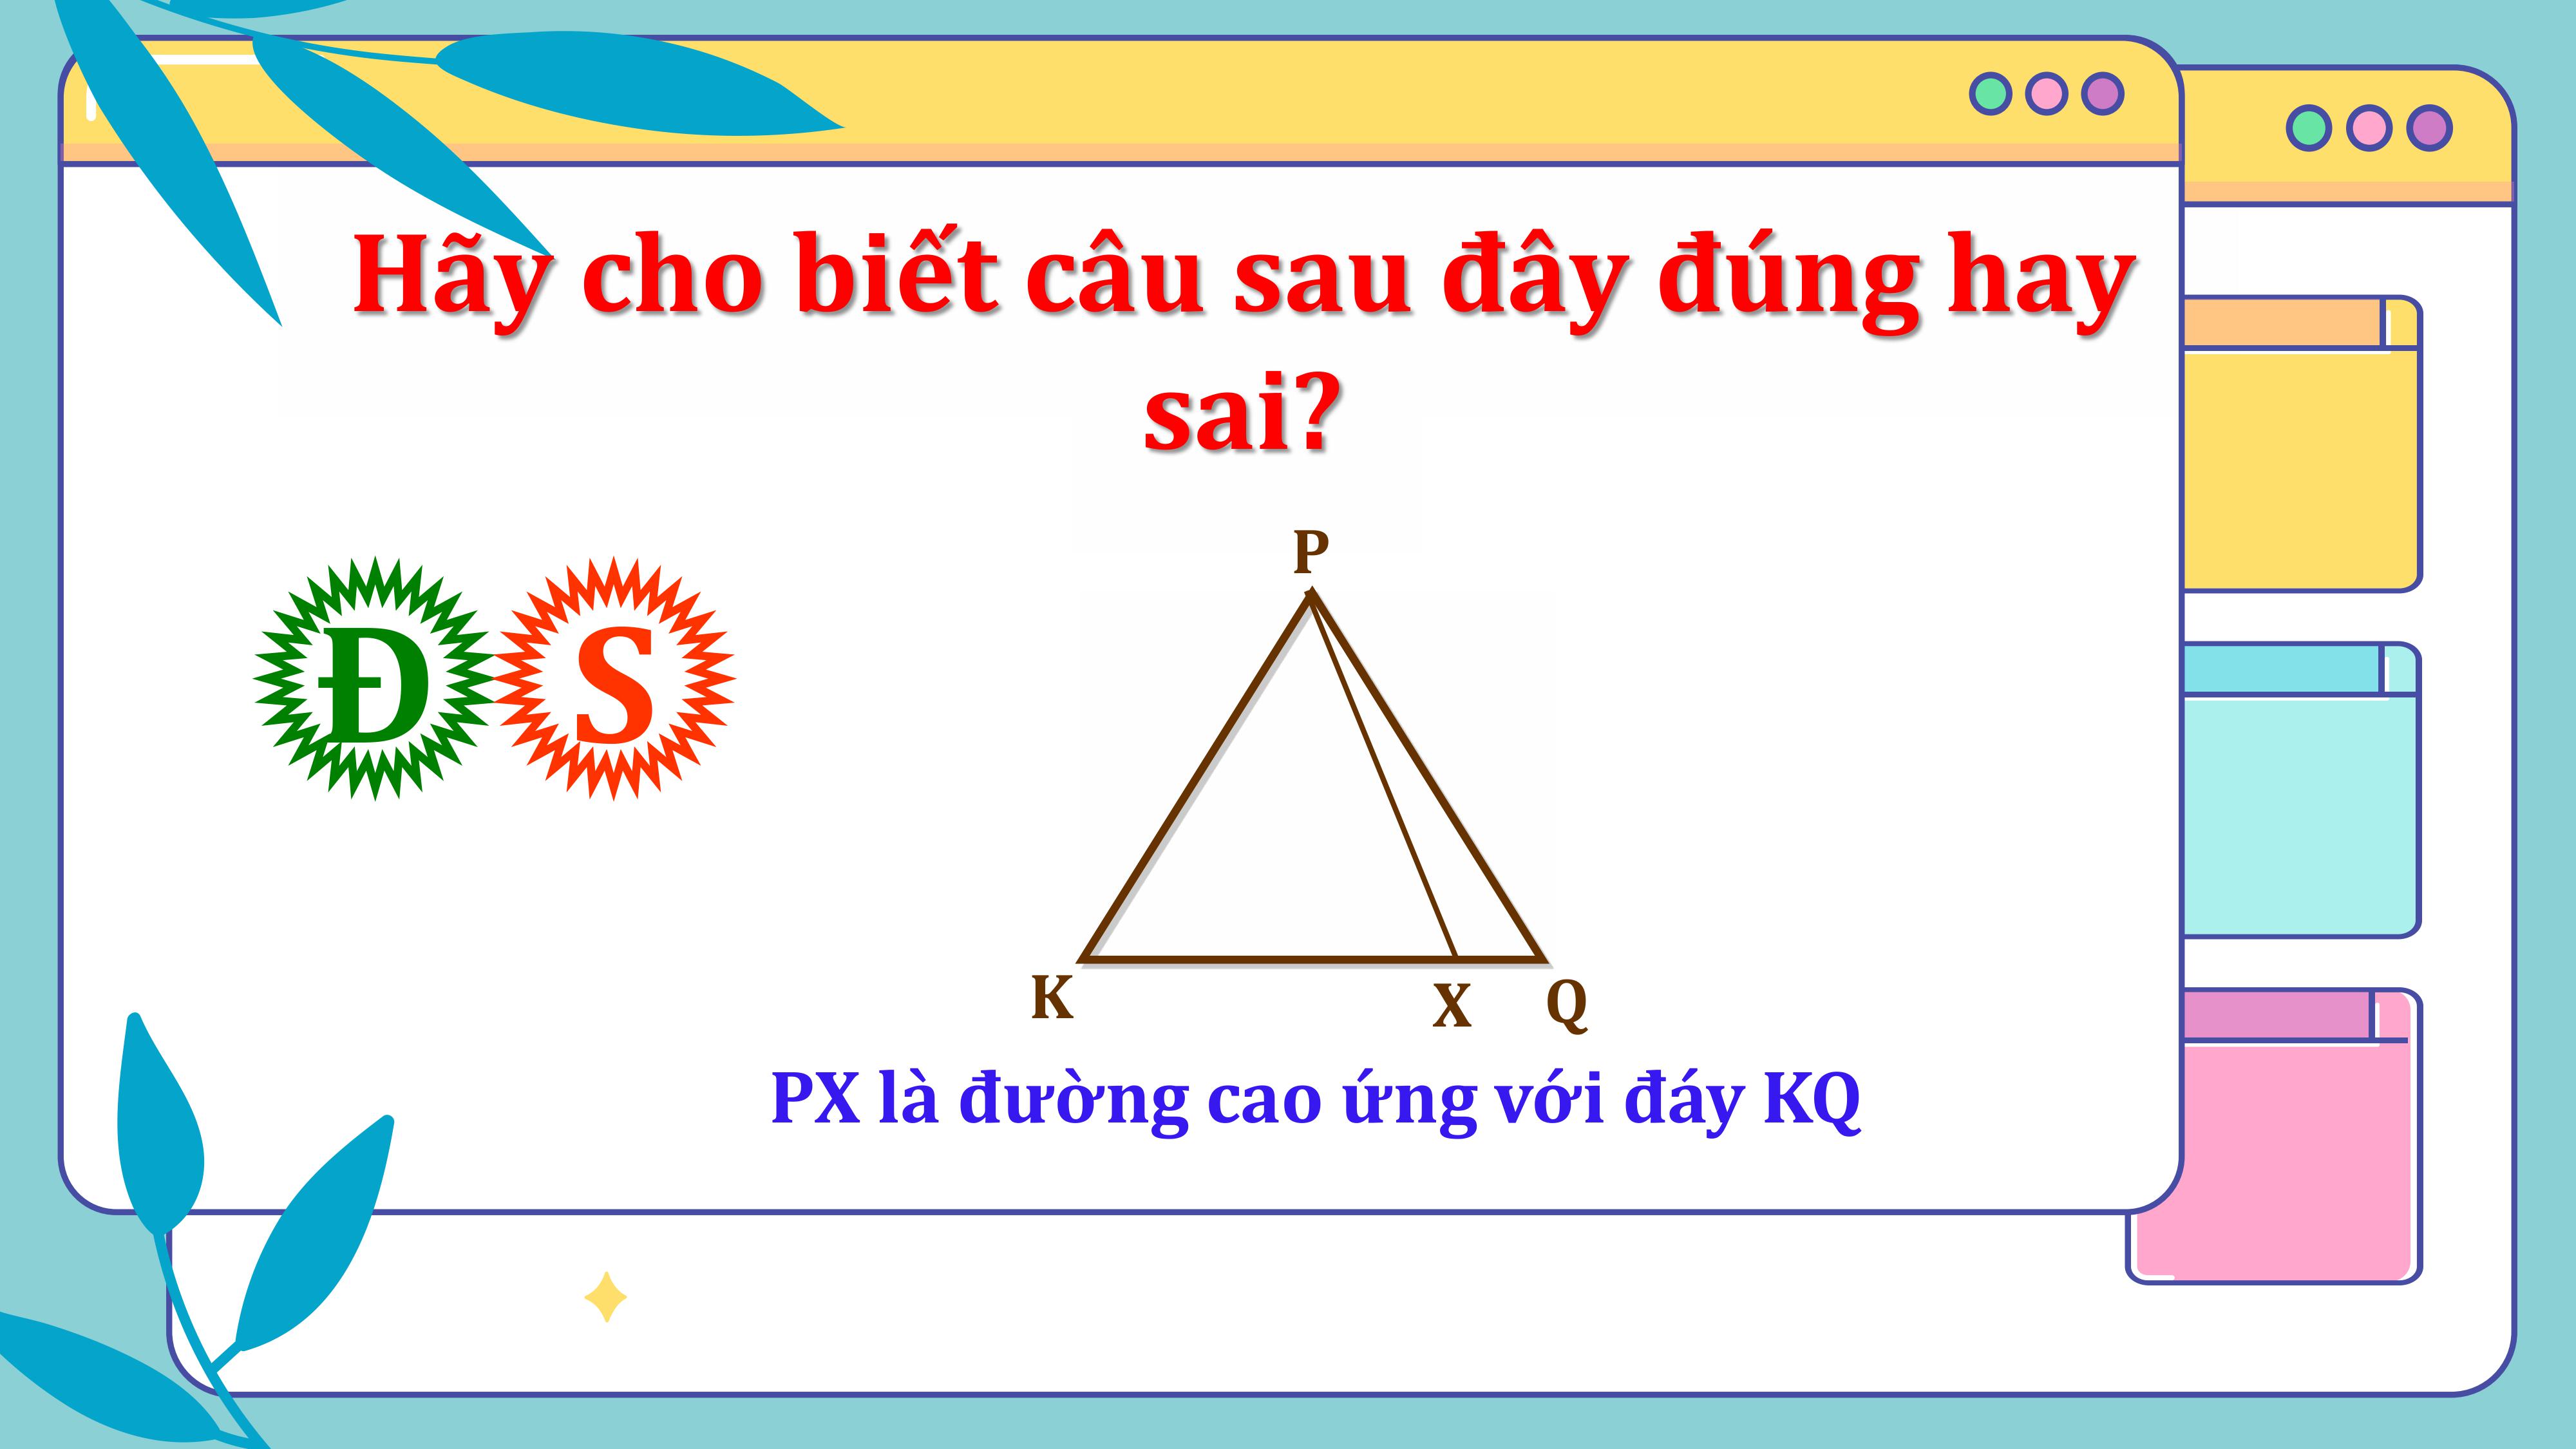 Hãy cho biết câu sau đây đúng hay
sai?
Đ S
P
K X Q
PX là đường cao ứng với đáy KQ